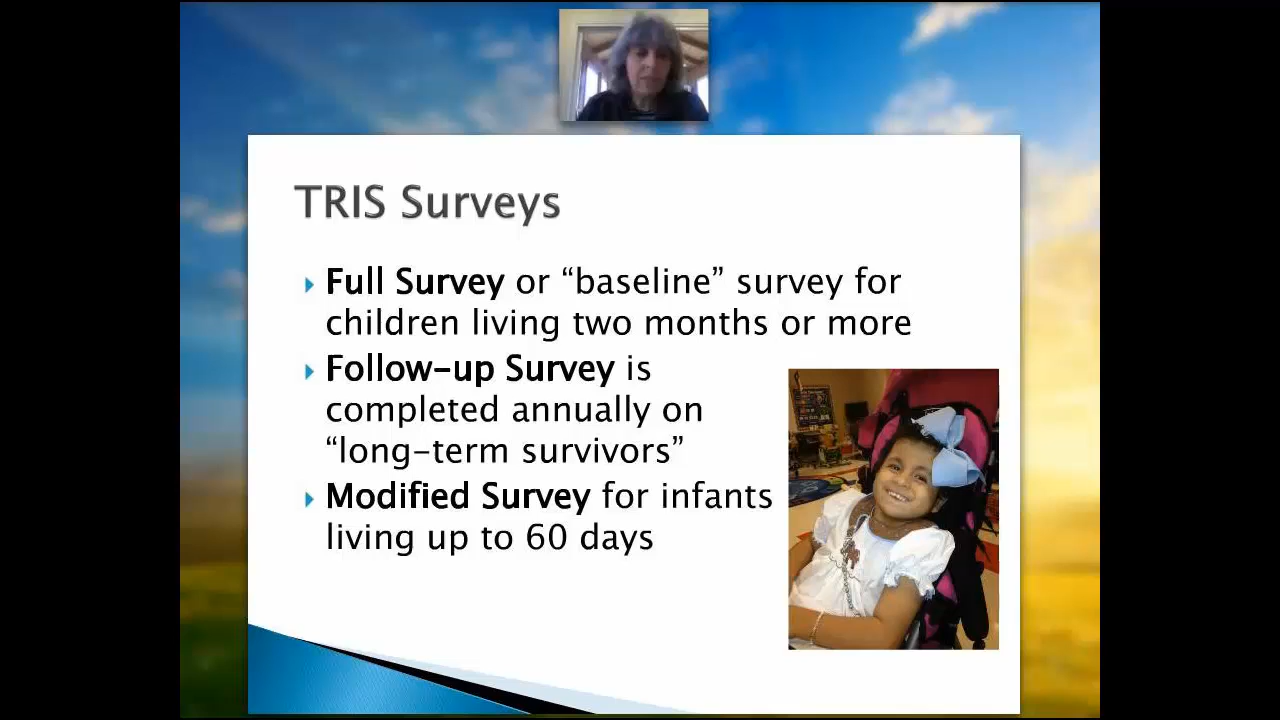 TRIS Surveys
Full Survey or “baseline” survey for
children living two months or more
Follow-up Survey is
completed annually on
“long-term survivors”
Modified Survey for infants
living up to 60 days